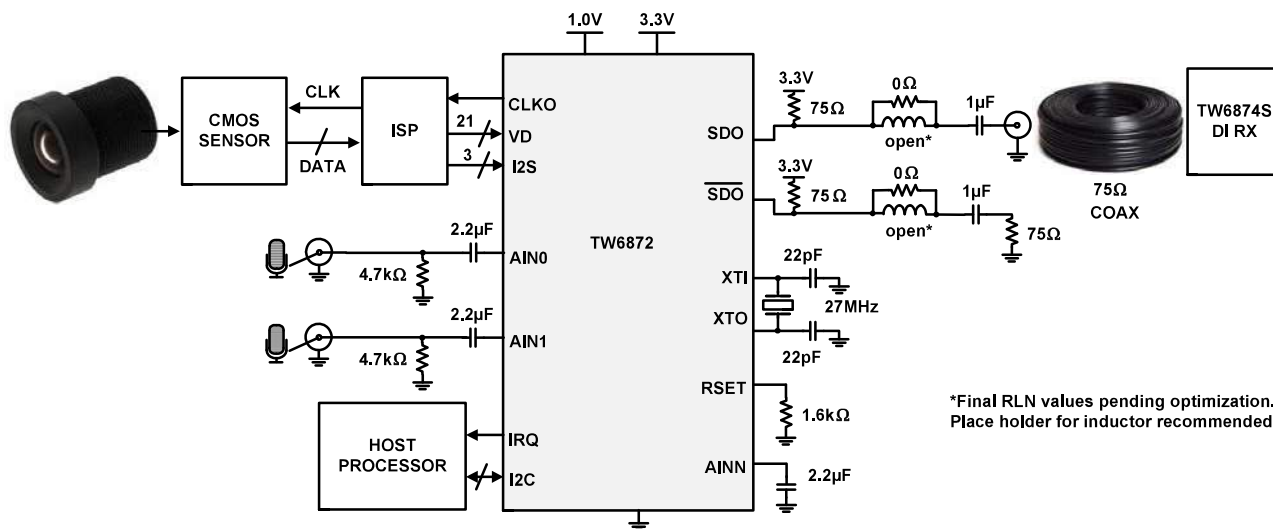 1.0V
3.3V
CMOS
SENSOR
CLK
DATA
ISP
21
3
CLKO
VD
I2S
2.2µF
AIN0
4.7kΩ
2.2µF
AIN1
4.7kΩ
HOST
PROCESSOR
IRQ
I2C
TW6872
SDO
3.3V
75Ω
0Ω
open*
1µF
75Ω
COAX
TW6874S
DI RX
SDO
3.3V
75Ω
0Ω
open*
1µF
75Ω
XTI
XTO
22pF
27MHz
22pF
RSET
1.6kΩ
AINN
2.2µF
*Final RLN values pending optimization.
Place holder for inductor recommended